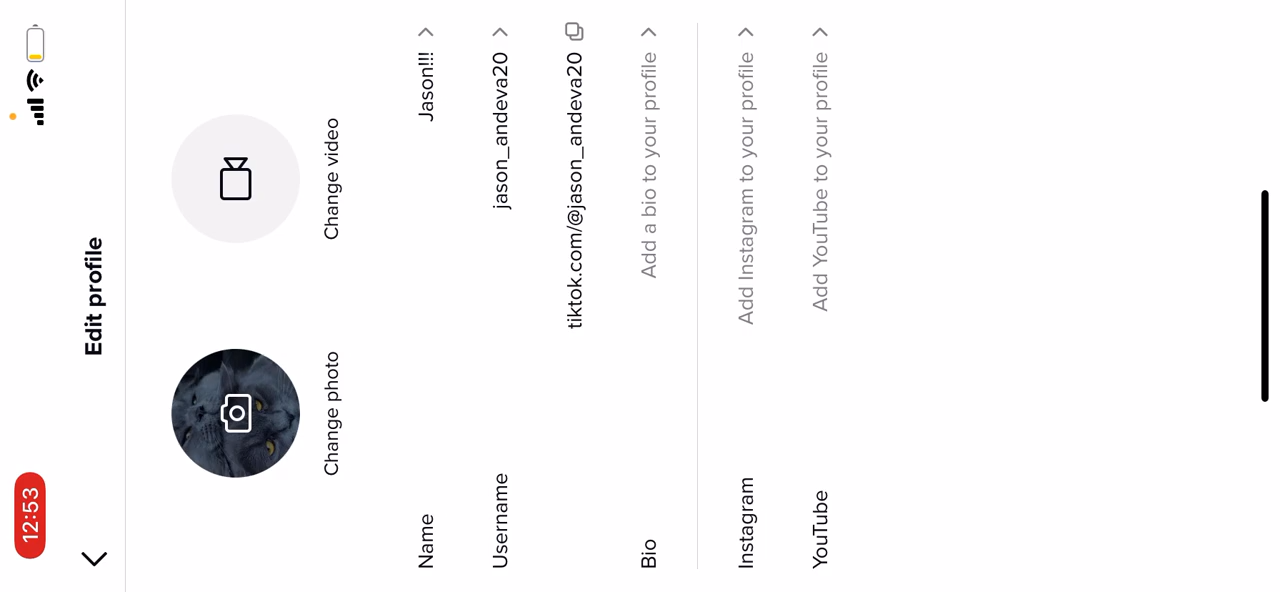 12:53
Edit profile
Change photo
Change video
Name Jason!!!
Username jason_andeva20
tiktok.com/@jason_andeva20
Bio Add a bio to your profile
Instagram Add Instagram to your profile
YouTube Add YouTube to your profile